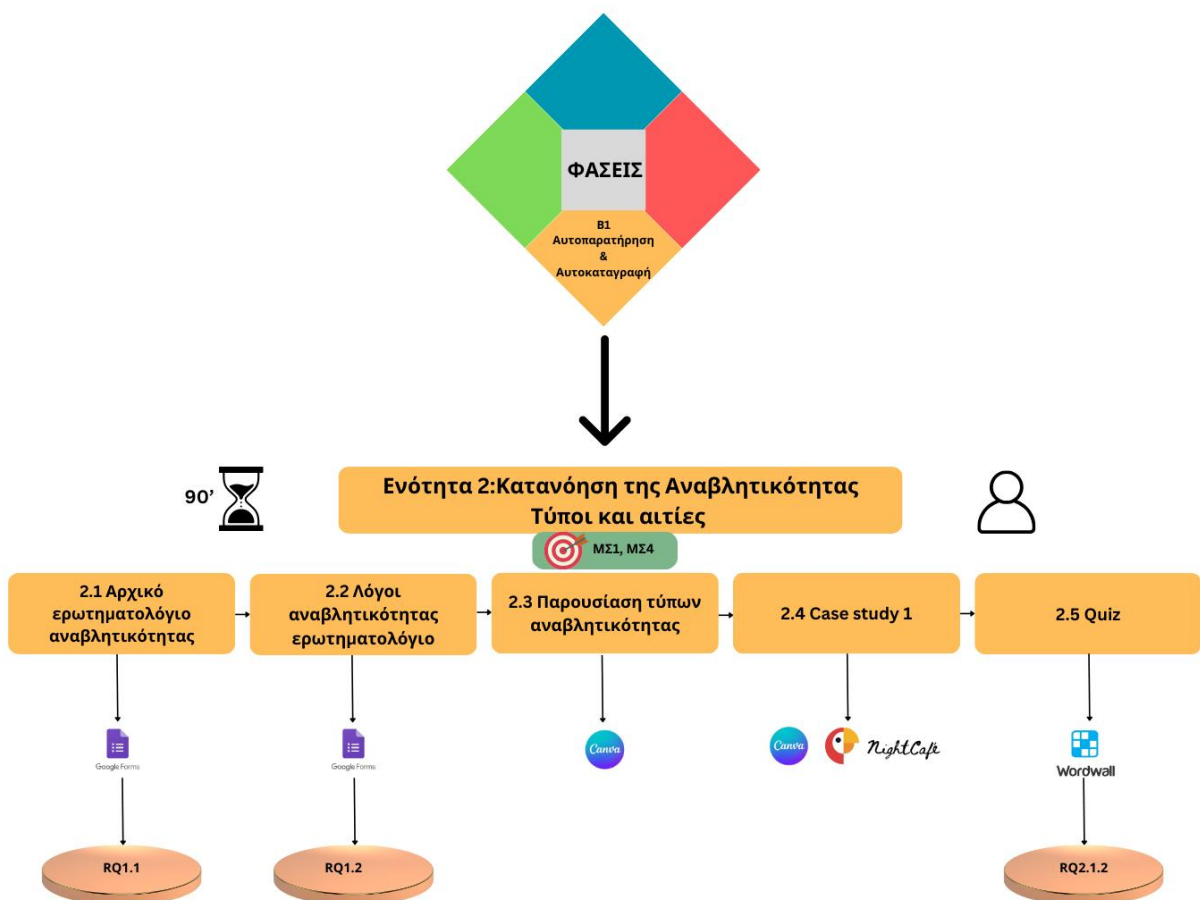 ΦΑΣΕΙΣ
Β1
Αυτοπαρατήρηση
&
Αυτοκαταγραφή
90’
Ενότητα 2:Κατανόηση της Αναβλητικότητας
Τύποι και αιτίες
ΜΣ1, ΜΣ4
2.1 Αρχικό
ερωτηματολόγιο
αναβλητικότητας
2.2 Λόγοι
αναβλητικότητας
ερωτηματολόγιο
2.3 Παρουσίαση τύπων
αναβλητικότητας
2.4 Case study 1
2.5 Quiz
Google Forms
Google Forms
Canva
Canva
NightCafé
Wordwall
RQ1.1
RQ1.2
RQ2.1.2